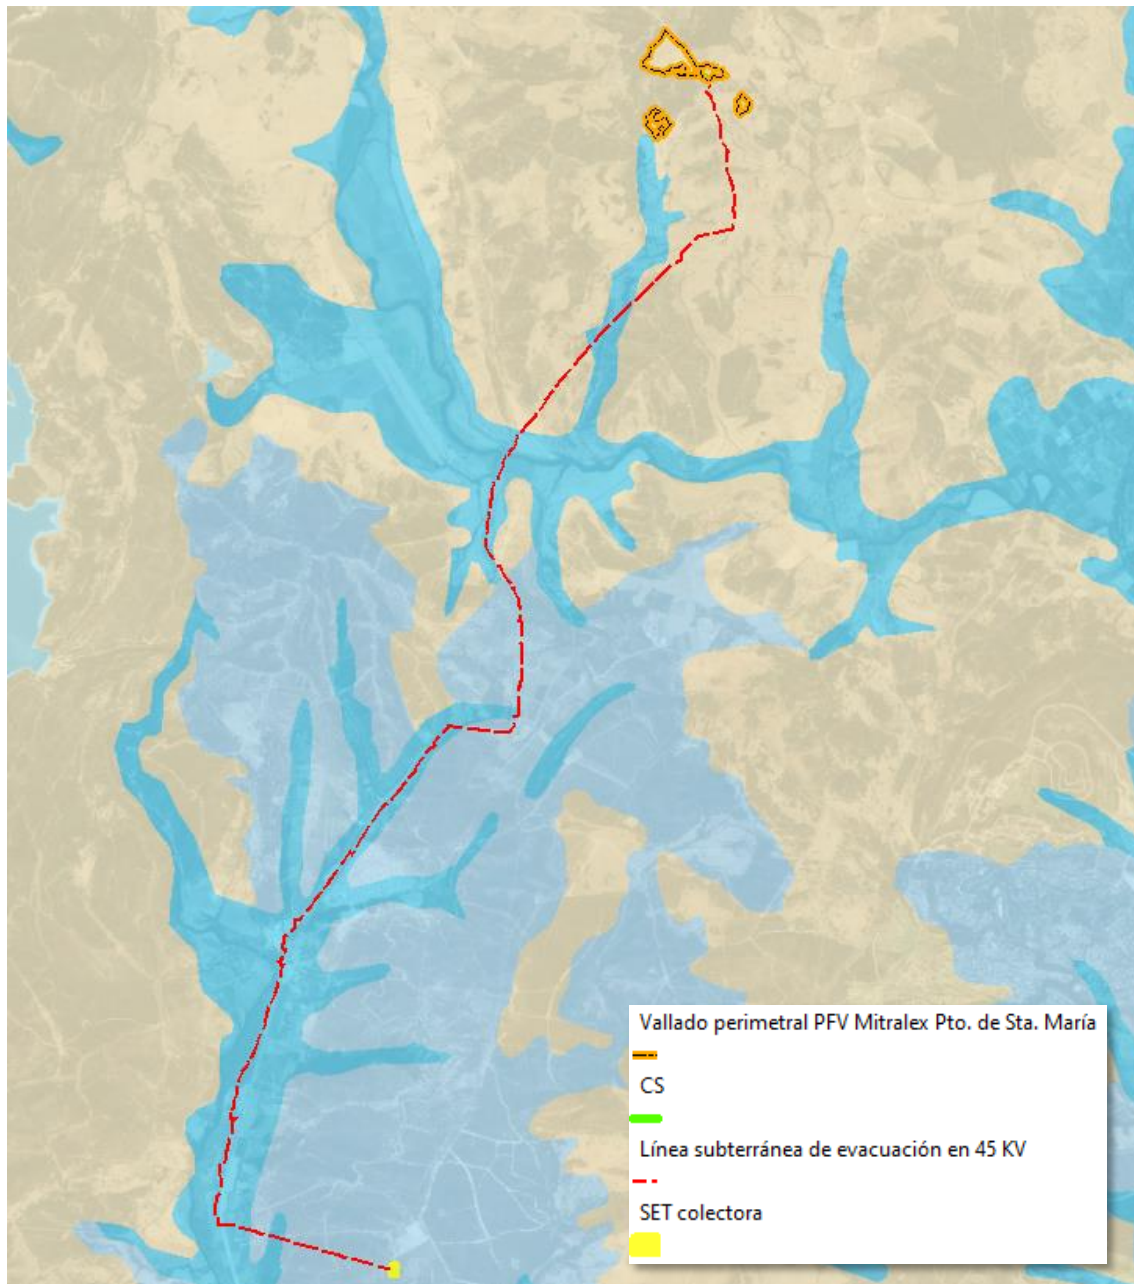 Vallado perimetral PFV Mitralex Pto. de Sta. María
CS
Línea subterránea de evacuación en 45 KV
SET colectora